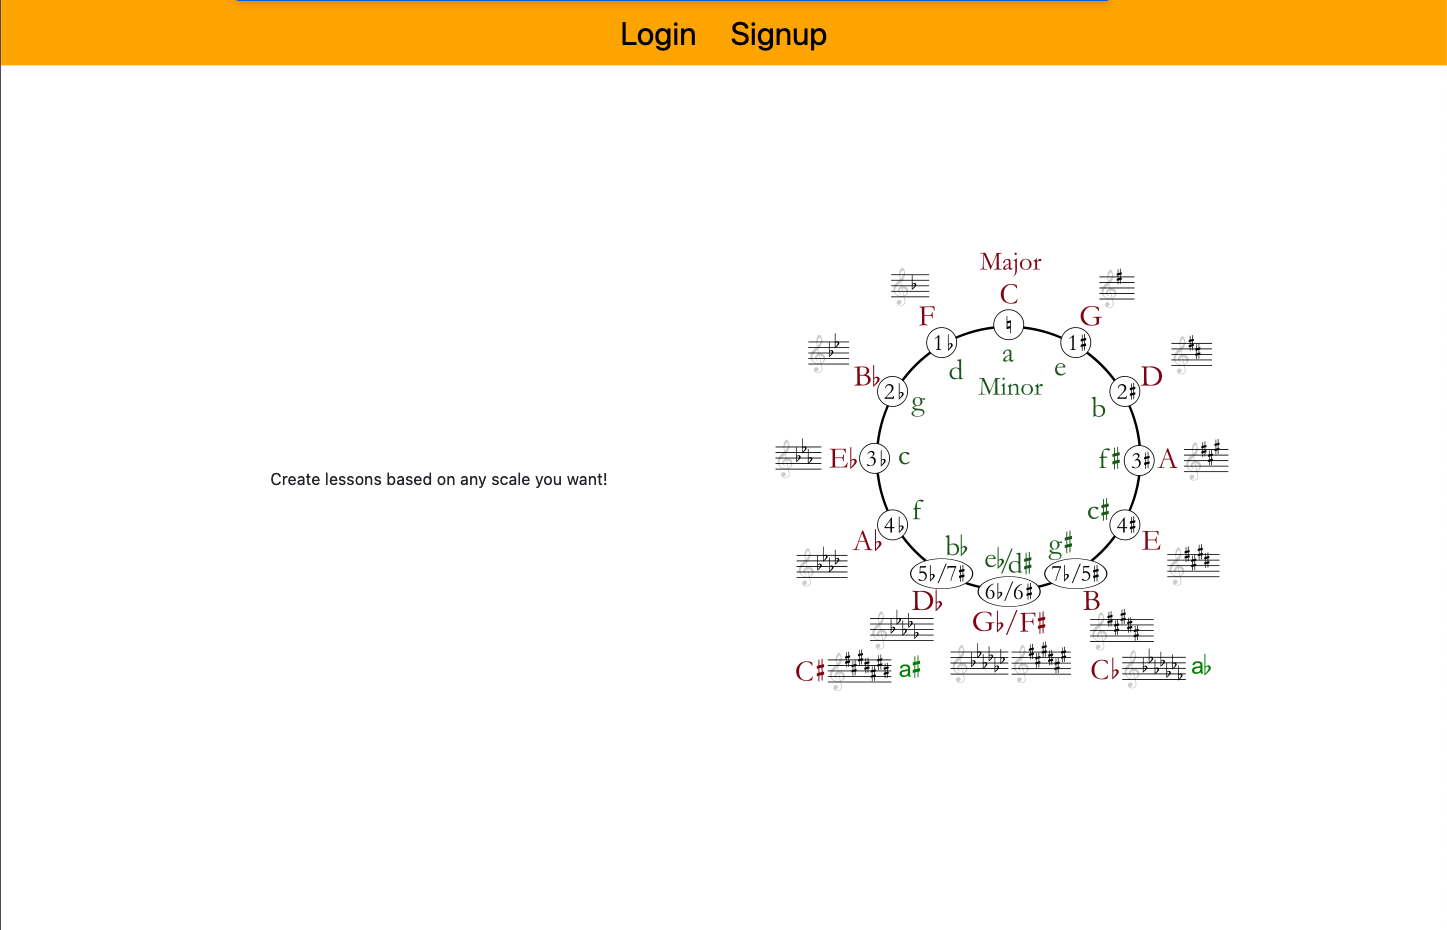 Login Signup
Create lessons based on any scale you want!
Major
C
F
G
1♭
♮
1♯
a
d
e
Minor
B♭
D
2♭
2♯
g
b
E♭
3♭
c
f♯
3♯
A
f
c♯
4♭
4♯
A♭
E
b♭
e♭/d♯
g♯
5♭/7♯
6♭/6♯
7♭/5♯
D♭
G♭/F♯
B
C♯
a♯
C♭
a♭